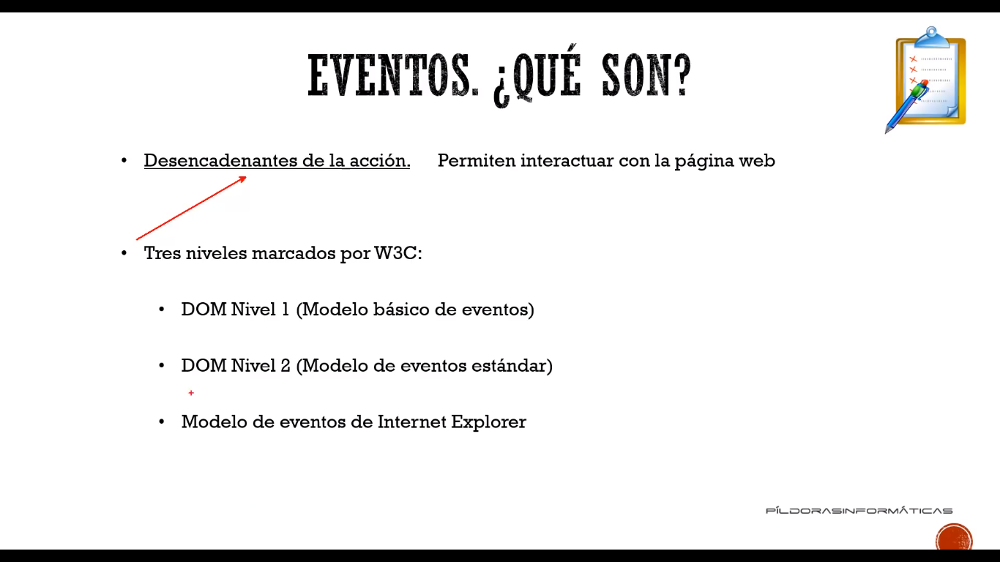 EVENTOS. ¿QUÉ SON?
• Desencadenantes de la acción. Permiten interactuar con la página web
• Tres niveles marcados por W3C:
• DOM Nivel 1 (Modelo básico de eventos)
• DOM Nivel 2 (Modelo de eventos estándar)
• Modelo de eventos de Internet Explorer
PÍLDORASINFORMÁTICAS